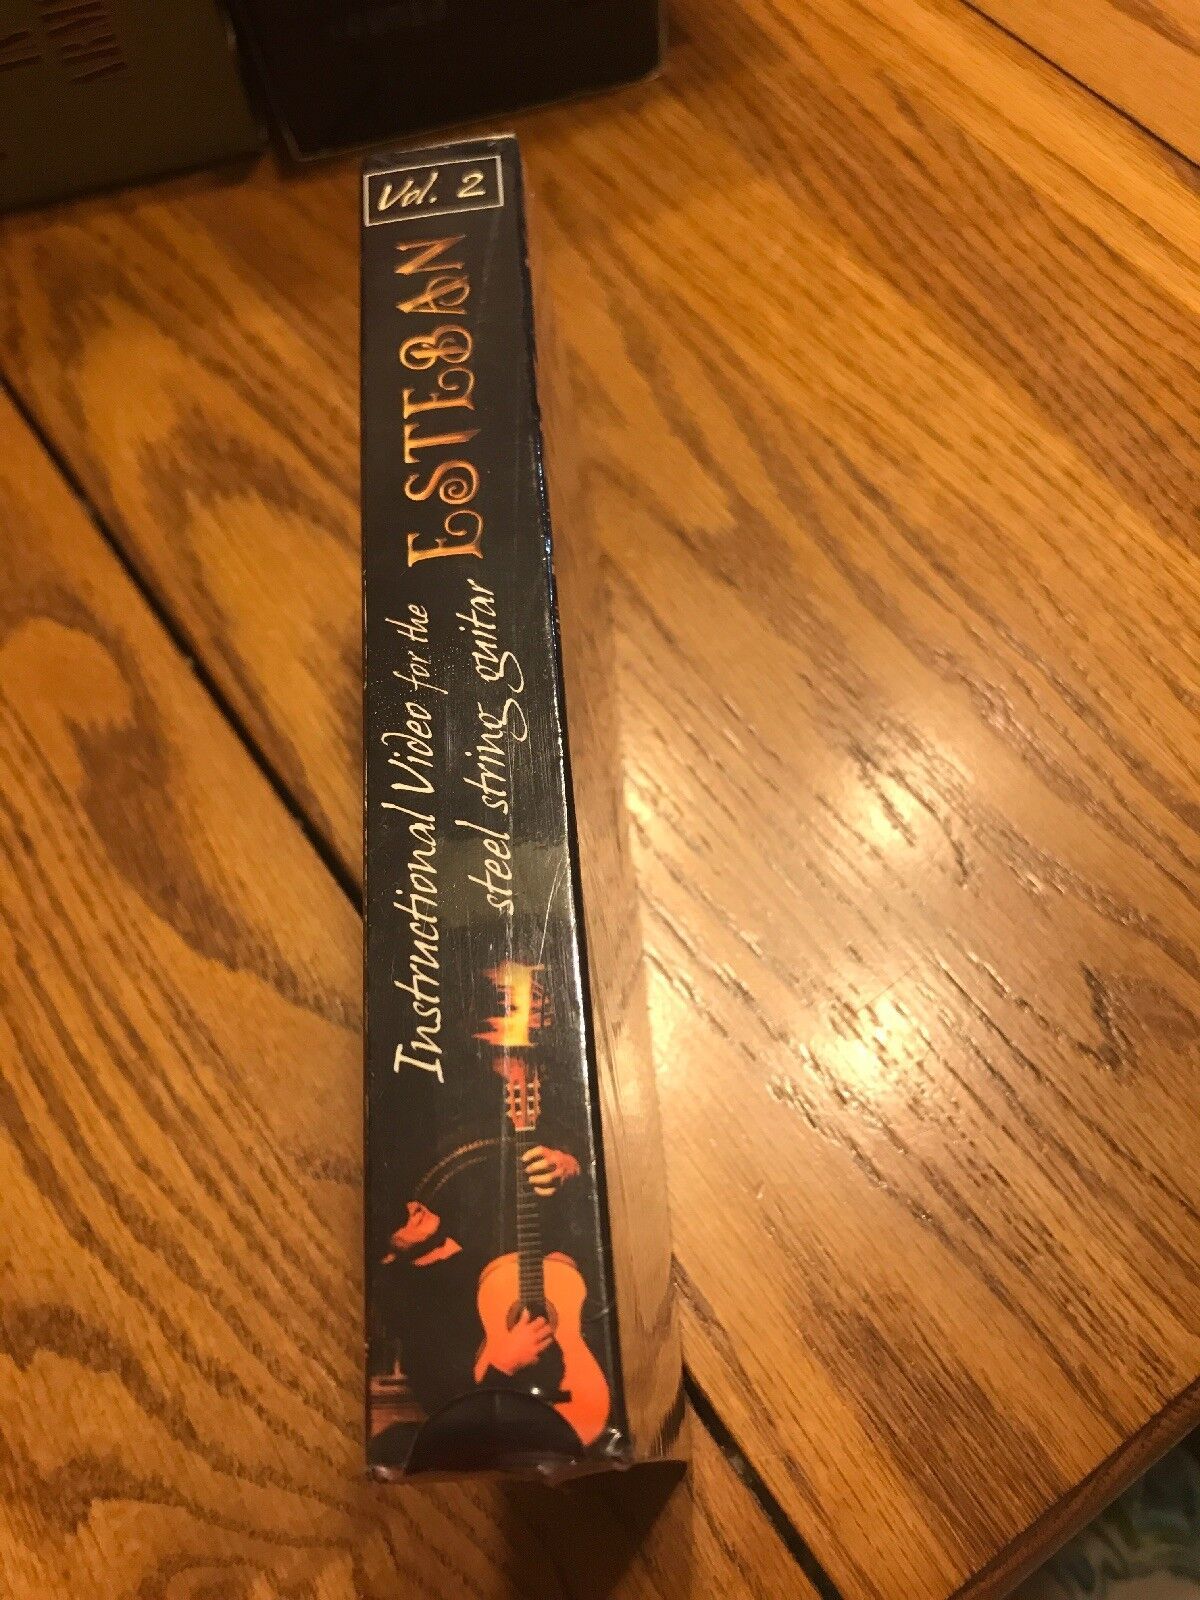 Vol. 2
ESTEBAN
Instructional Video for the
steel string guitar